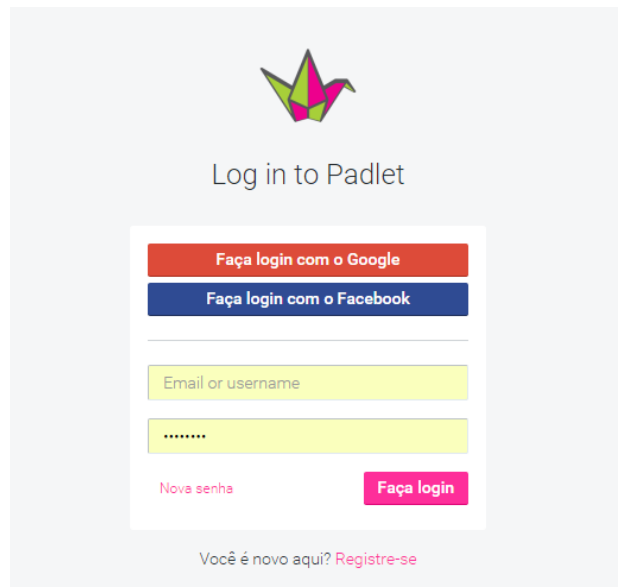 Log in to Padlet
Faça login com o Google
Faça login com o Facebook
Email or username
••••••••
Nova senha
Faça login
Você é novo aqui? Registre-se